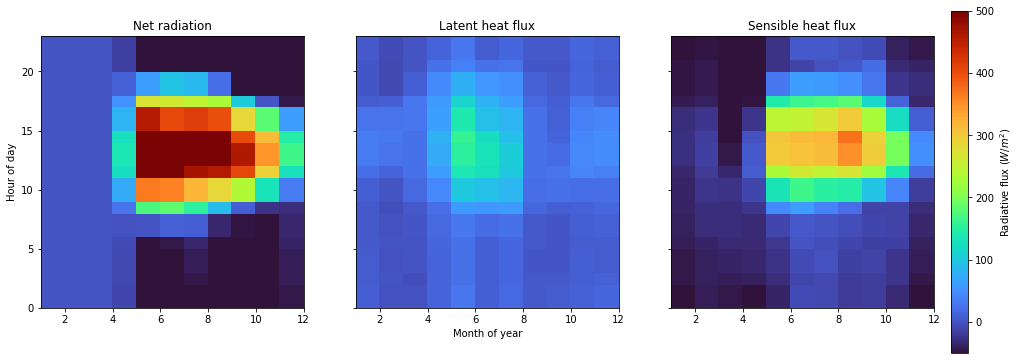 Net radiation
Latent heat flux
Sensible heat flux
Hour of day
20
15
10
5
0
2 4 6 8 10 12
2 4 6 8 10 12
2 4 6 8 10 12
Month of year
500
400
300
200
100
0
Radiative flux (W/m²)